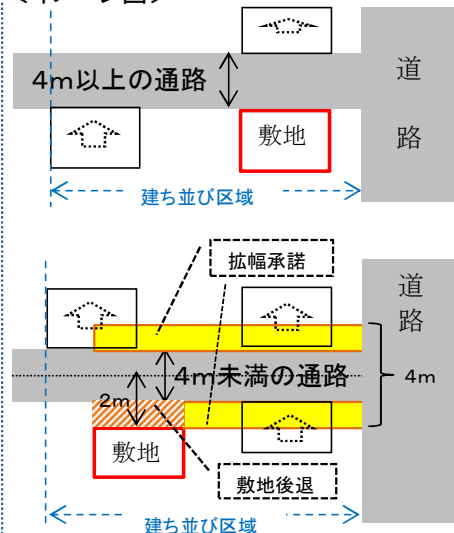 4m以上の通路
道
路
敷地
建ち並び区域
拡幅承諾
道
路
4m未満の通路
4m
2m
敷地
敷地後退
建ち並び区域